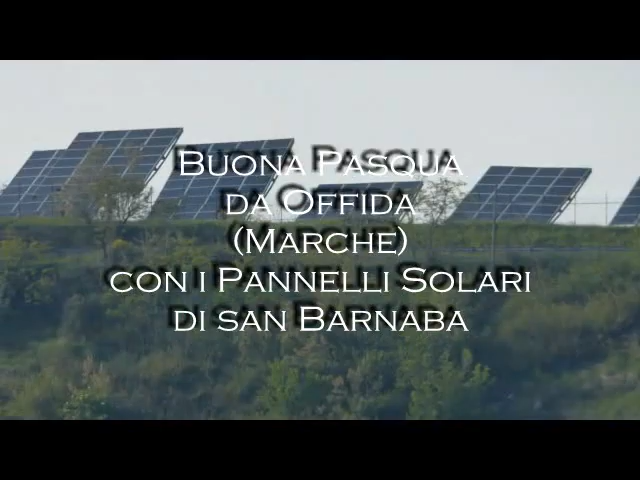 Buona Pasqua
da Offida
(Marche)
con i Pannelli Solari
di san Barnaba